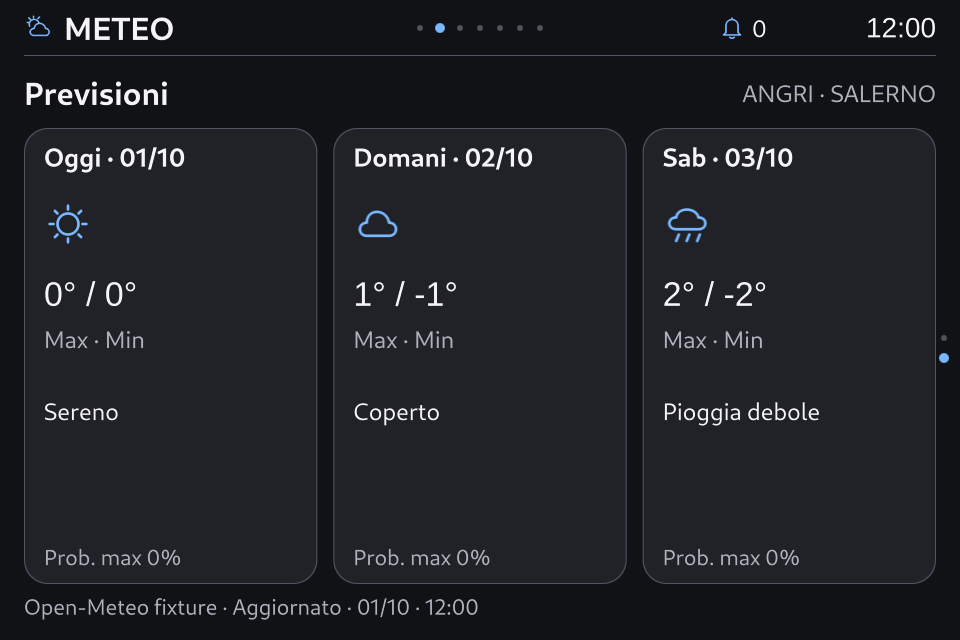 METEO
0
12:00
Previsioni
ANGRI · SALERNO
Oggi · 01/10
0° / 0°
Max · Min
Sereno
Prob. max 0%
Domani · 02/10
1° / -1°
Max · Min
Coperto
Prob. max 0%
Sab · 03/10
2° / -2°
Max · Min
Pioggia debole
Prob. max 0%
Open-Meteo fixture · Aggiornato · 01/10 · 12:00